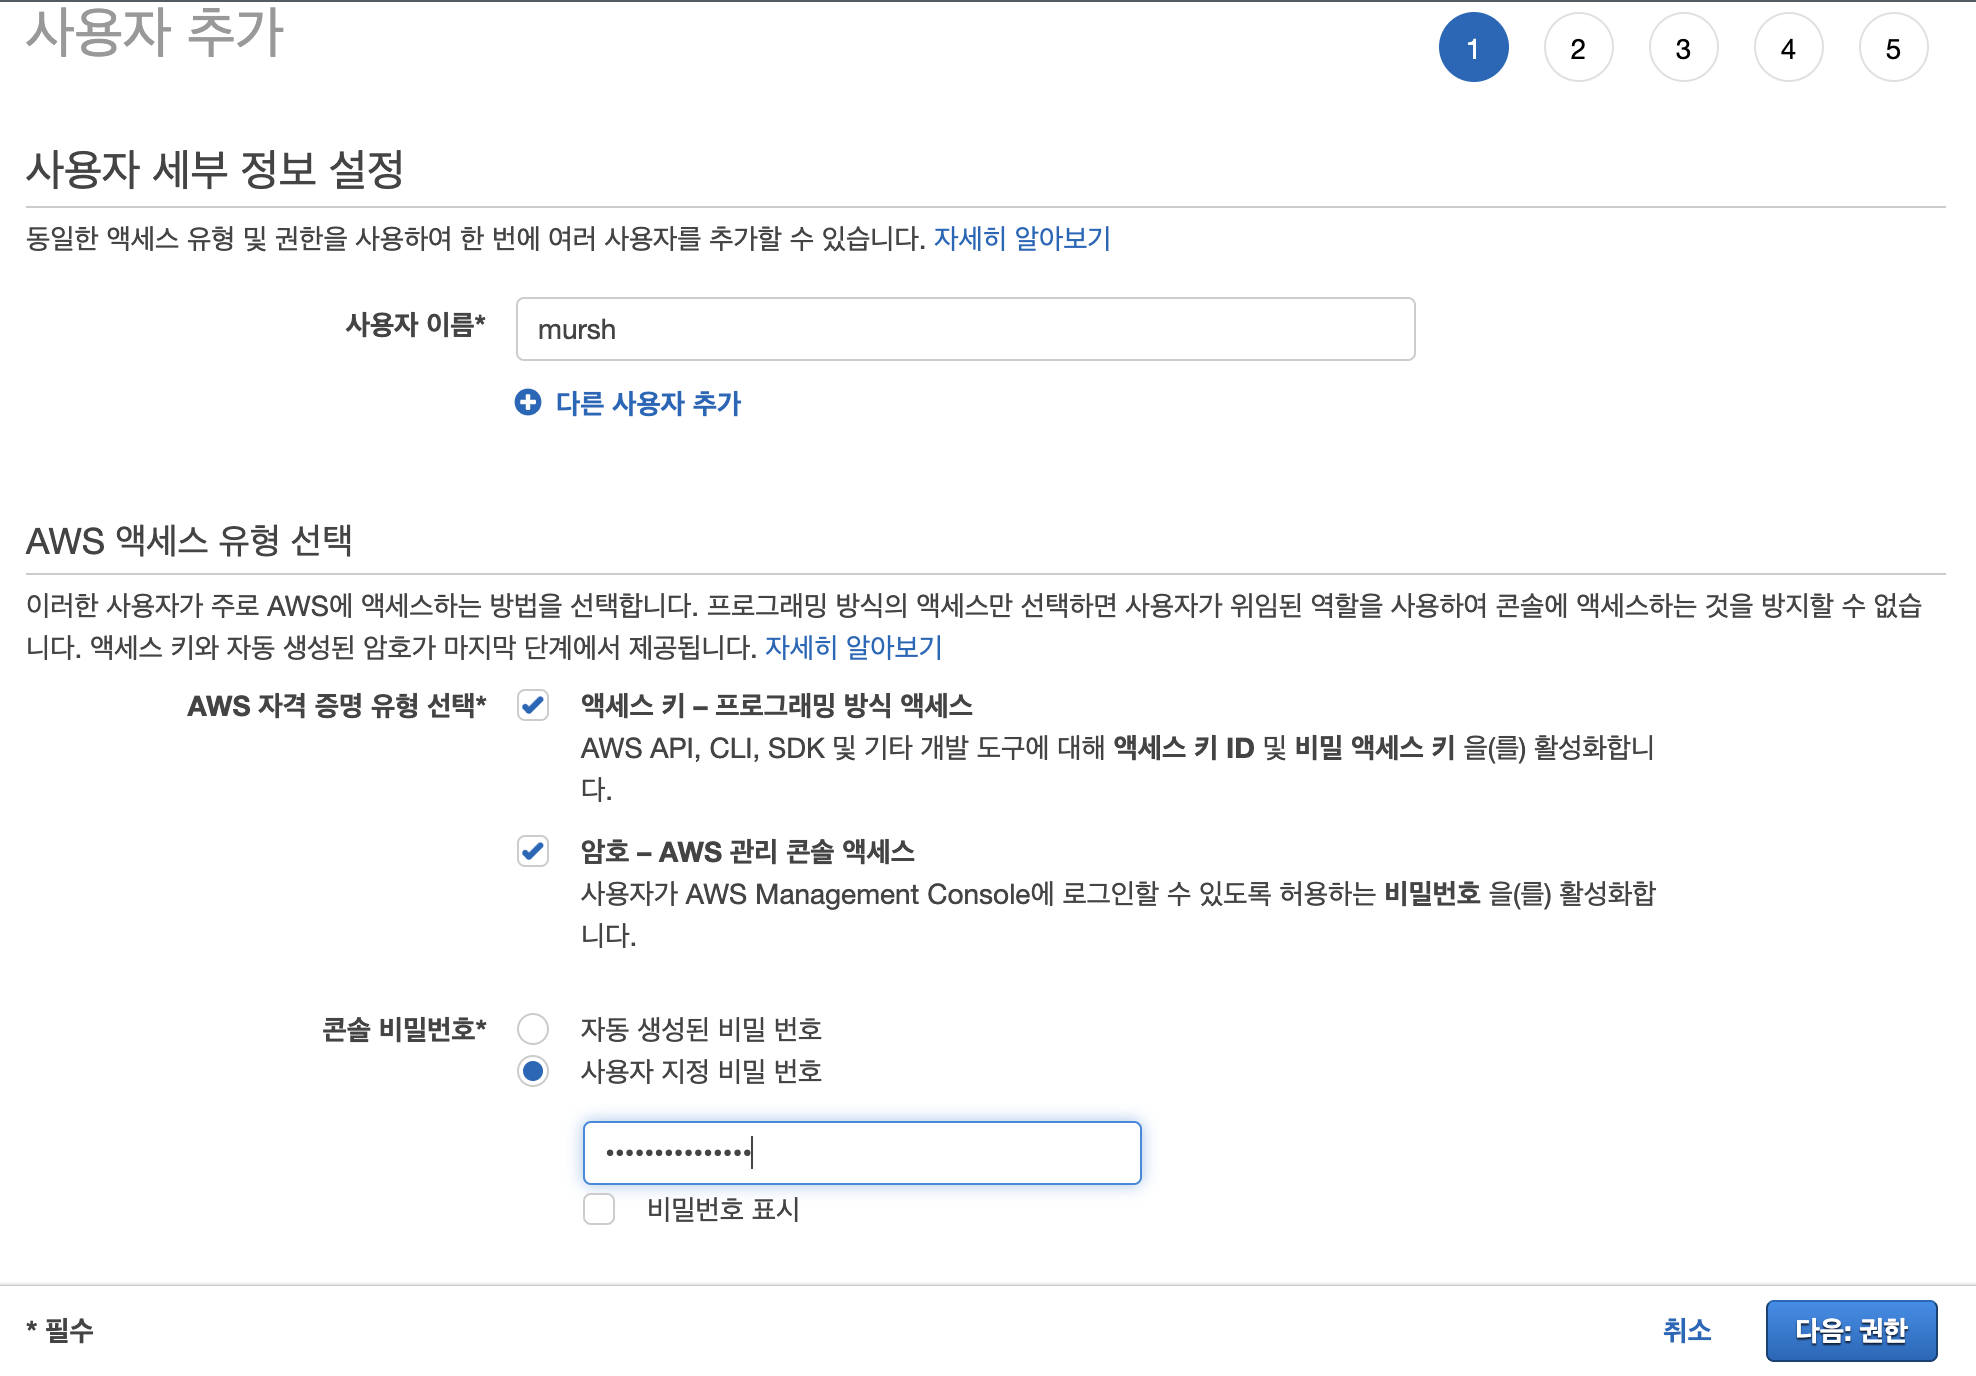 사용자 추가
1 2 3 4 5
사용자 세부 정보 설정
동일한 액세스 유형 및 권한을 사용하여 한 번에 여러 사용자를 추가할 수 있습니다. 자세히 알아보기
사용자 이름* mursh
다른 사용자 추가
AWS 액세스 유형 선택
이러한 사용자가 주로 AWS에 액세스하는 방법을 선택합니다. 프로그래밍 방식의 액세스만 선택하면 사용자가 위임된 역할을 사용하여 콘솔에 액세스하는 것을 방지할 수 없습
니다. 액세스 키와 자동 생성된 암호가 마지막 단계에서 제공됩니다. 자세히 알아보기
AWS 자격 증명 유형 선택* 액세스 키 – 프로그래밍 방식 액세스
AWS API, CLI, SDK 및 기타 개발 도구에 대해 액세스 키 ID 및 비밀 액세스 키 을(를) 활성화합니
다.
암호 – AWS 관리 콘솔 액세스
사용자가 AWS Management Console에 로그인할 수 있도록 허용하는 비밀번호 을(를) 활성화합
니다.
콘솔 비밀번호* 자동 생성된 비밀 번호
사용자 지정 비밀 번호
•••••••••••••••
비밀번호 표시
* 필수 취소 다음: 권한